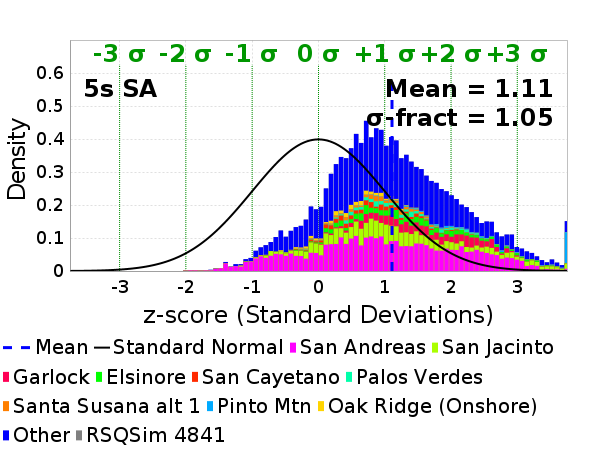 -3 σ -2 σ -1 σ 0 σ +1 σ +2 σ +3 σ
5s SA
Mean = 1.11
σ-fract = 1.05
Density
0.6
0.5
0.4
0.3
0.2
0.1
0
-3 -2 -1 0 1 2 3
z-score (Standard Deviations)
Mean Standard Normal San Andreas San Jacinto
Garlock Elsinore San Cayetano Palos Verdes
Santa Susana alt 1 Pinto Mtn Oak Ridge (Onshore)
Other RSQSim 4841